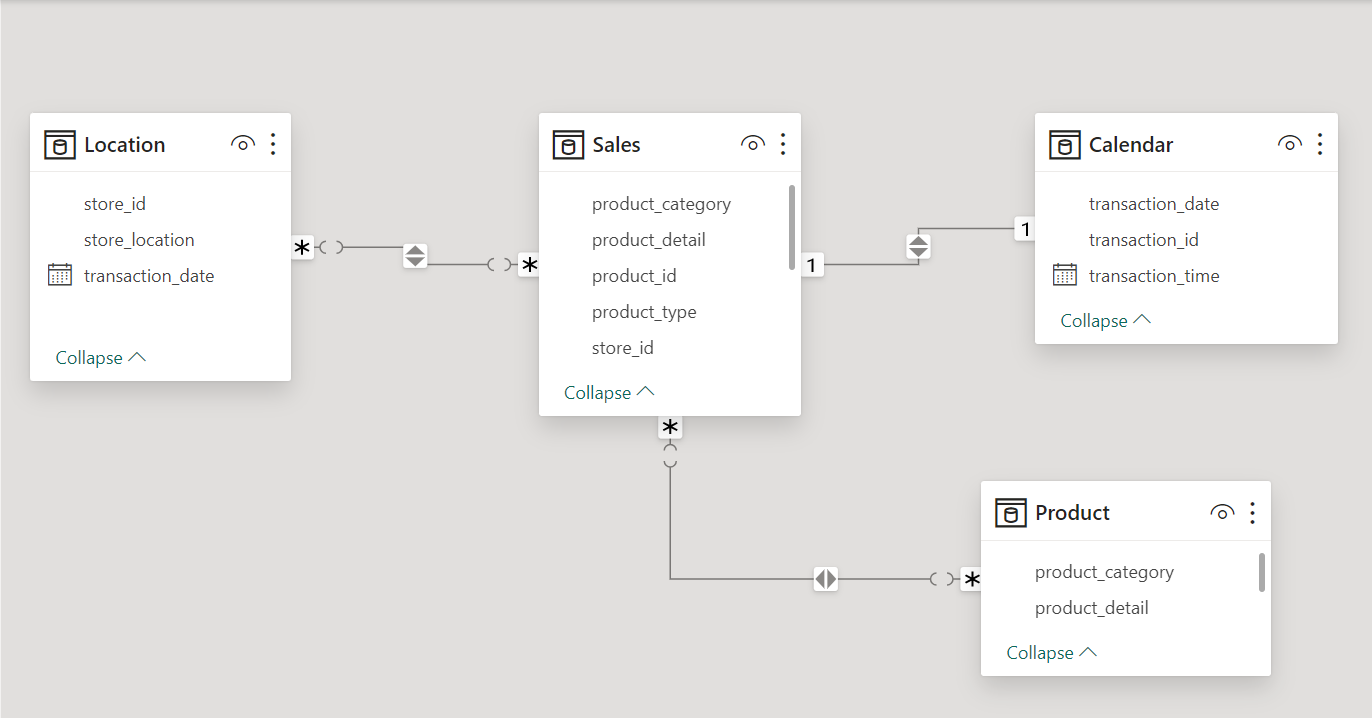 Location
store_id
store_location
transaction_date
Collapse
*
*
Sales
product_category
product_detail
product_id
product_type
store_id
Collapse
1
*
1
Calendar
transaction_date
transaction_id
transaction_time
Collapse
*
Product
product_category
product_detail
Collapse